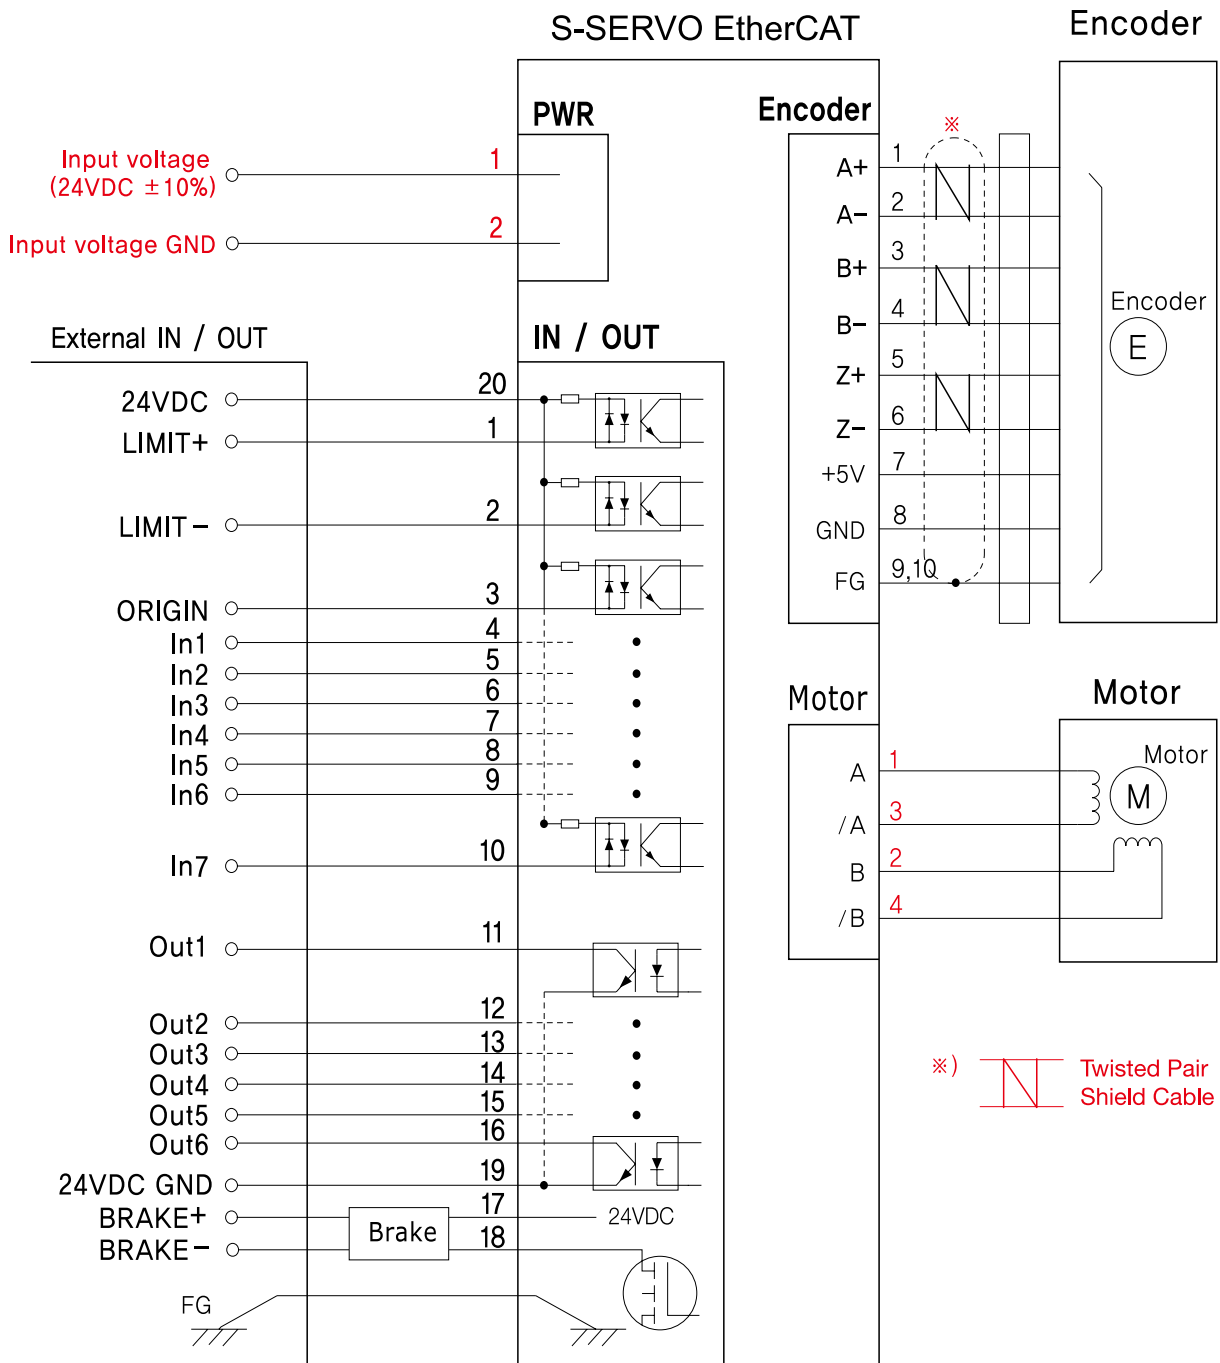 S-SERVO EtherCAT
Encoder
PWR
Input voltage
(24VDC ±10%)
1
Input voltage GND
2
External IN / OUT
IN / OUT
24VDC
20
LIMIT+
1
LIMIT−
2
ORIGIN
3
In1
4
In2
5
In3
6
In4
7
In5
8
In6
9
In7
10
Out1
11
Out2
12
Out3
13
Out4
14
Out5
15
Out6
16
24VDC GND
19
BRAKE+
17
24VDC
BRAKE−
18
Brake
FG
Encoder
※
A+
1
A−
2
B+
3
B−
4
Z+
5
Z−
6
+5V
7
GND
8
FG
9,10
Encoder
E
Motor
Motor
A
1
/A
3
B
2
/B
4
Motor
M
※)
Twisted Pair
Shield Cable